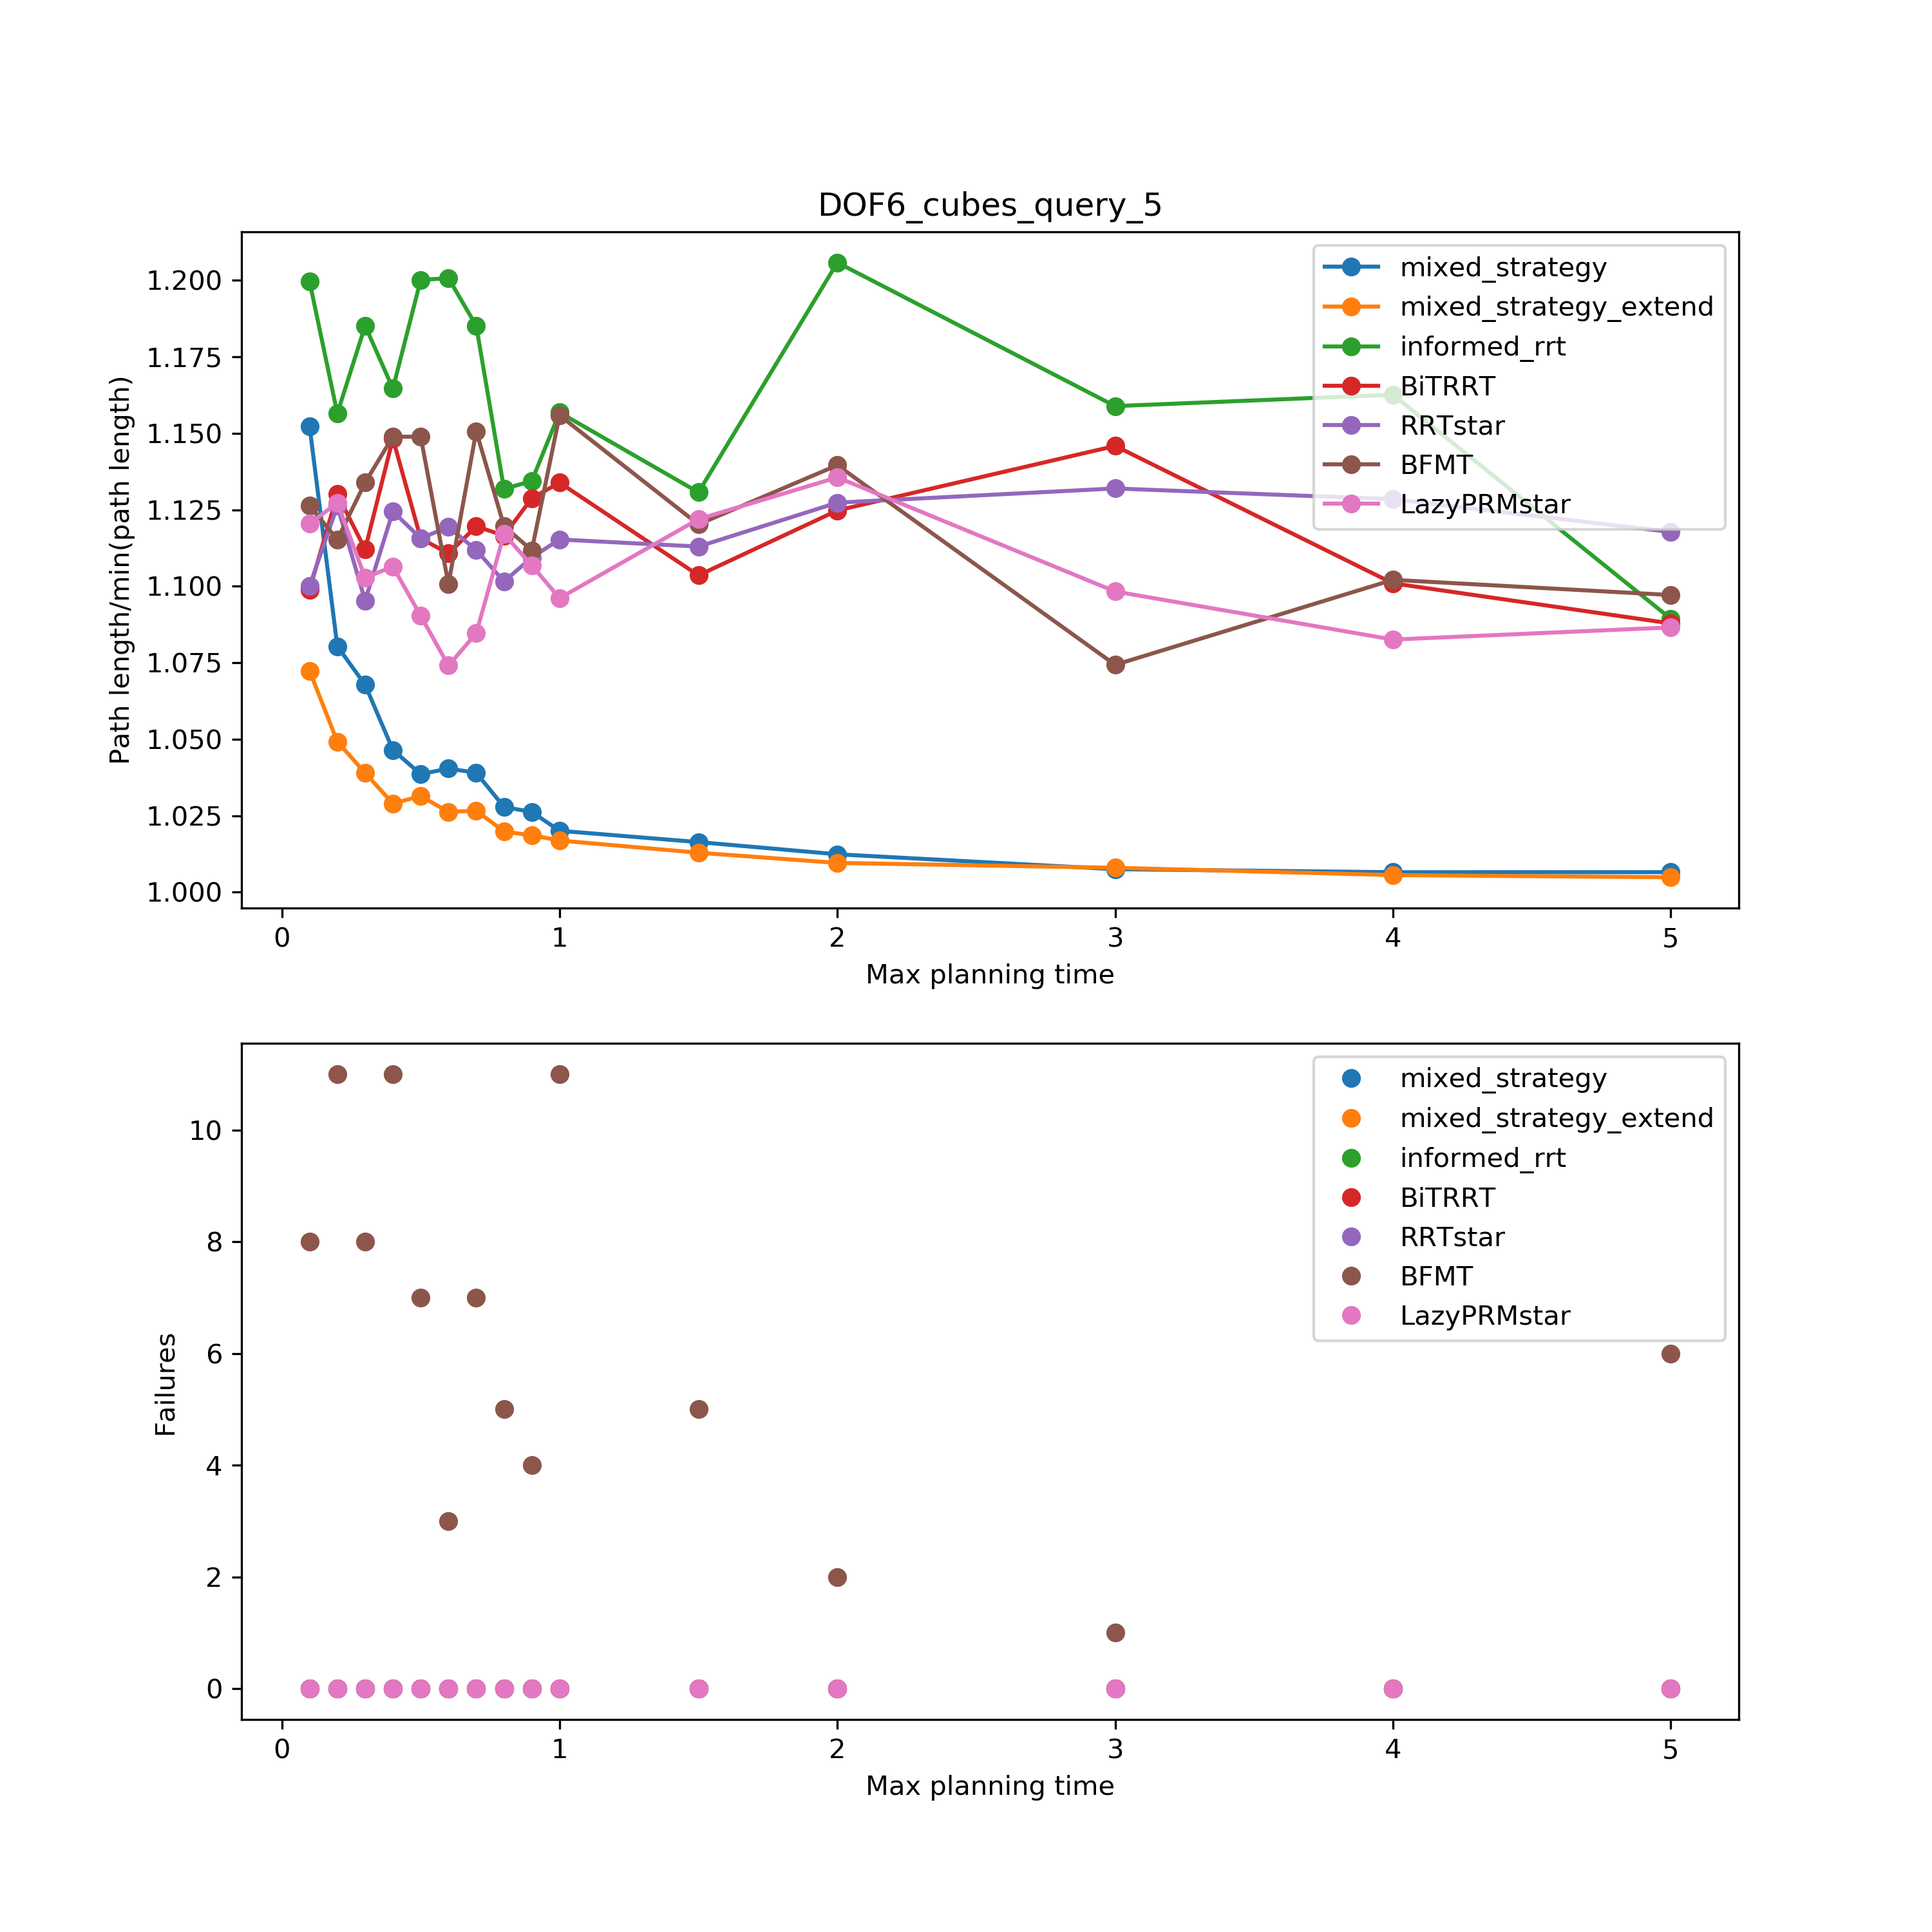 DOF6_cubes_query_5
Path length/min(path length)
1.200
1.175
1.150
1.125
1.100
1.075
1.050
1.025
1.000
mixed_strategy
mixed_strategy_extend
informed_rrt
BiTRRT
RRTstar
BFMT
LazyPRMstar
0 1 2 3 4 5
Max planning time
Failures
10
8
6
4
2
0
mixed_strategy
mixed_strategy_extend
informed_rrt
BiTRRT
RRTstar
BFMT
LazyPRMstar
0 1 2 3 4 5
Max planning time